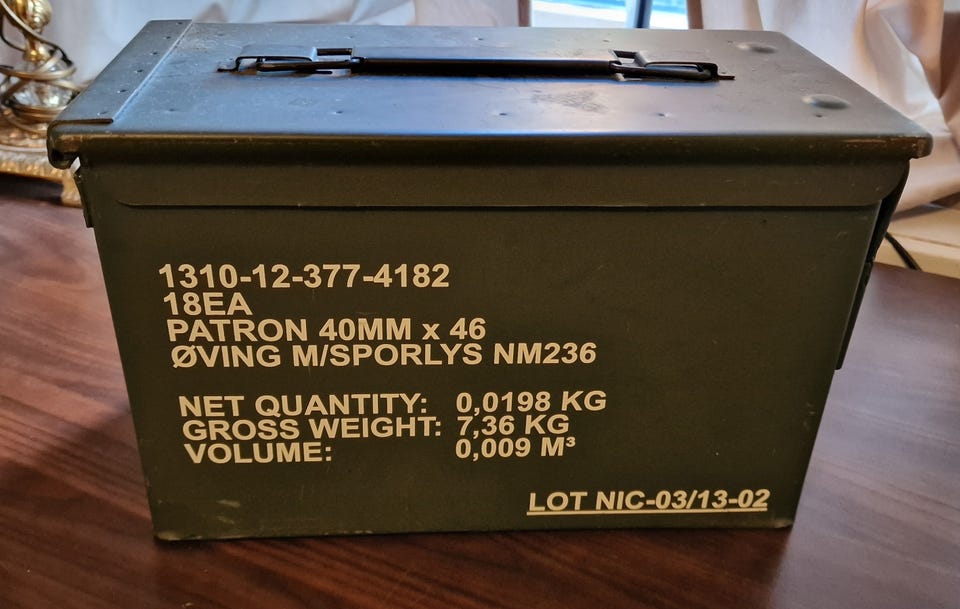 1310-12-377-4182
18EA
PATRON 40MM x 46
ØVING M/SPORLYS NM236
NET QUANTITY: 0,0198 KG
GROSS WEIGHT: 7,36 KG
VOLUME: 0,009 M³
LOT NIC-03/13-02